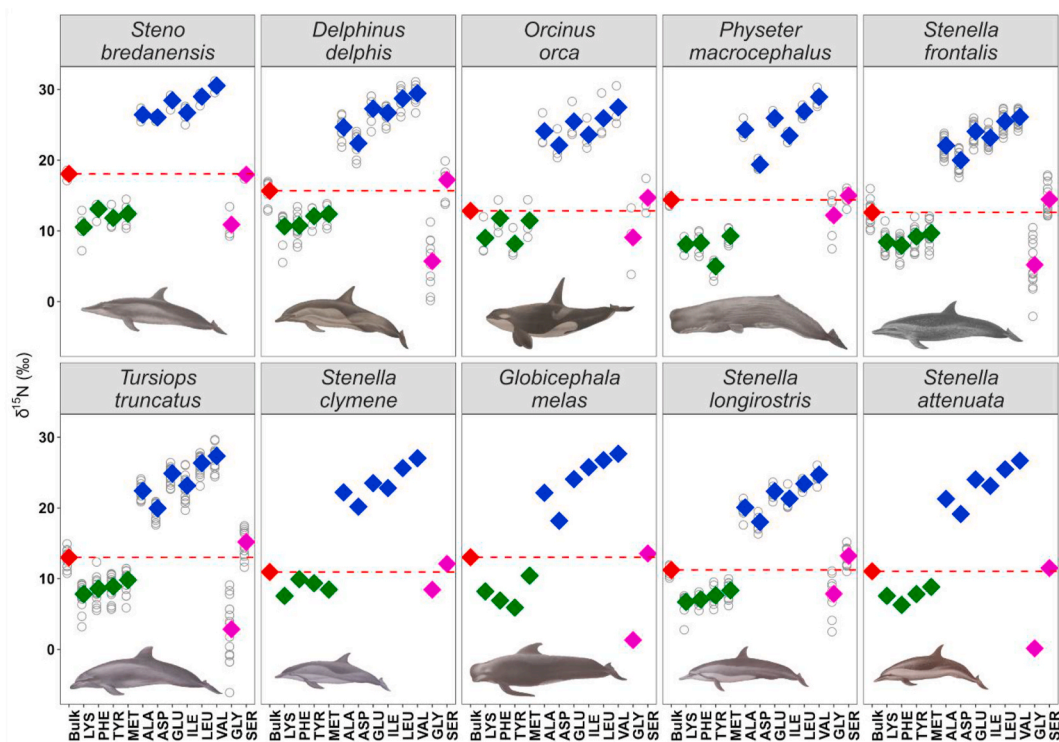 Steno
bredanensis
Delphinus
delphis
Orcinus
orca
Physeter
macrocephalus
Stenella
frontalis
30
20
10
0
δ¹⁵N (‰)
Tursiops
truncatus
Stenella
clymene
Globicephala
melas
Stenella
longirostris
Stenella
attenuata
30
20
10
0
Bulk
LYS
PHE
TYR
MET
ALA
ASP
GLU
ILE
LEU
VAL
GLY
SER
Bulk
LYS
PHE
TYR
MET
ALA
ASP
GLU
ILE
LEU
VAL
GLY
SER
Bulk
LYS
PHE
TYR
MET
ALA
ASP
GLU
ILE
LEU
VAL
GLY
SER
Bulk
LYS
PHE
TYR
MET
ALA
ASP
GLU
ILE
LEU
VAL
GLY
SER
Bulk
LYS
PHE
TYR
MET
ALA
ASP
GLU
ILE
LEU
VAL
GLY
SER